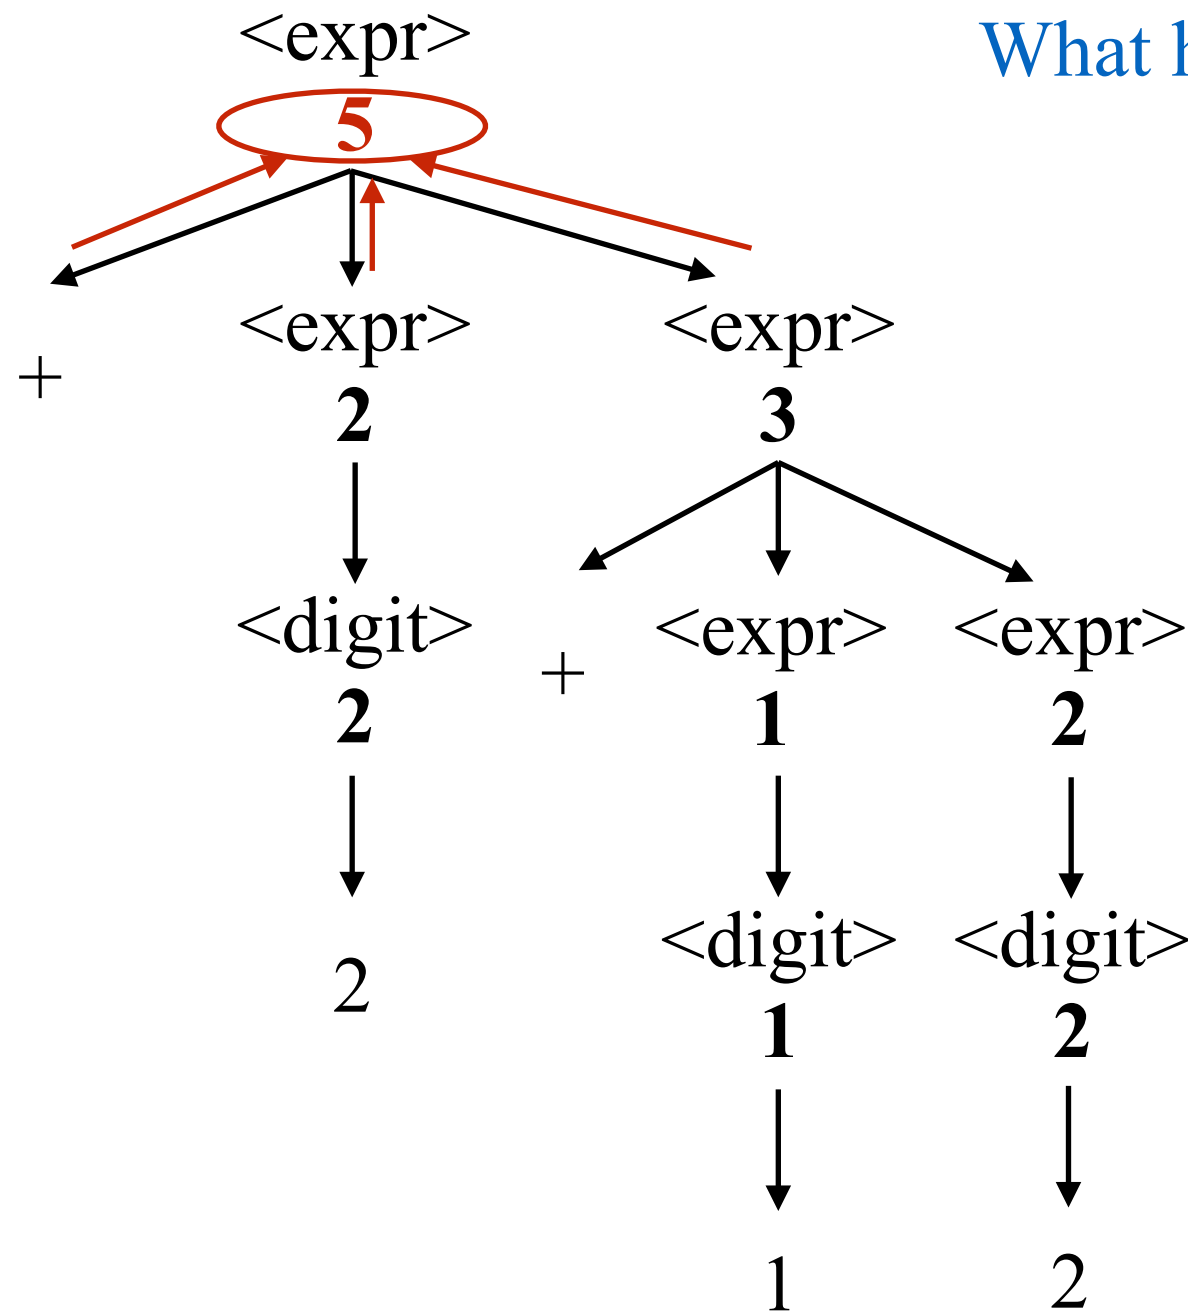 <expr>
What
5
<expr> <expr>
+
2 3
<digit> <expr> <expr>
+
2 1 2
<digit> <digit>
2
1 2
1 2